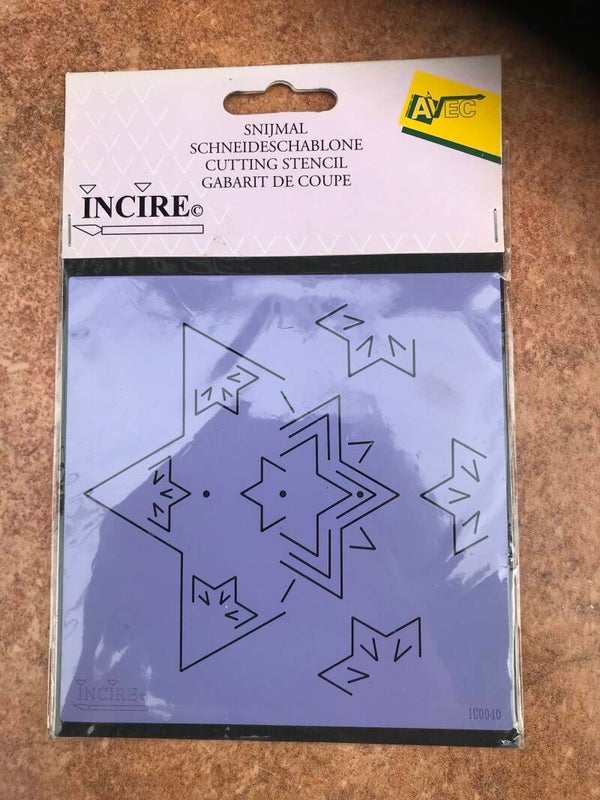 AVEC
SNIJMAL
SCHNEIDESCHABLONE
CUTTING STENCIL
GABARIT DE COUPE
INCIRE©
INCIRE©
IC0040